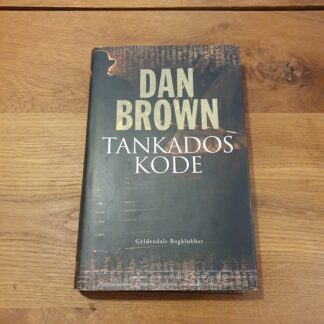 DAN
BROWN
TANKADOS
KODE
Gyldendals Bogklubber